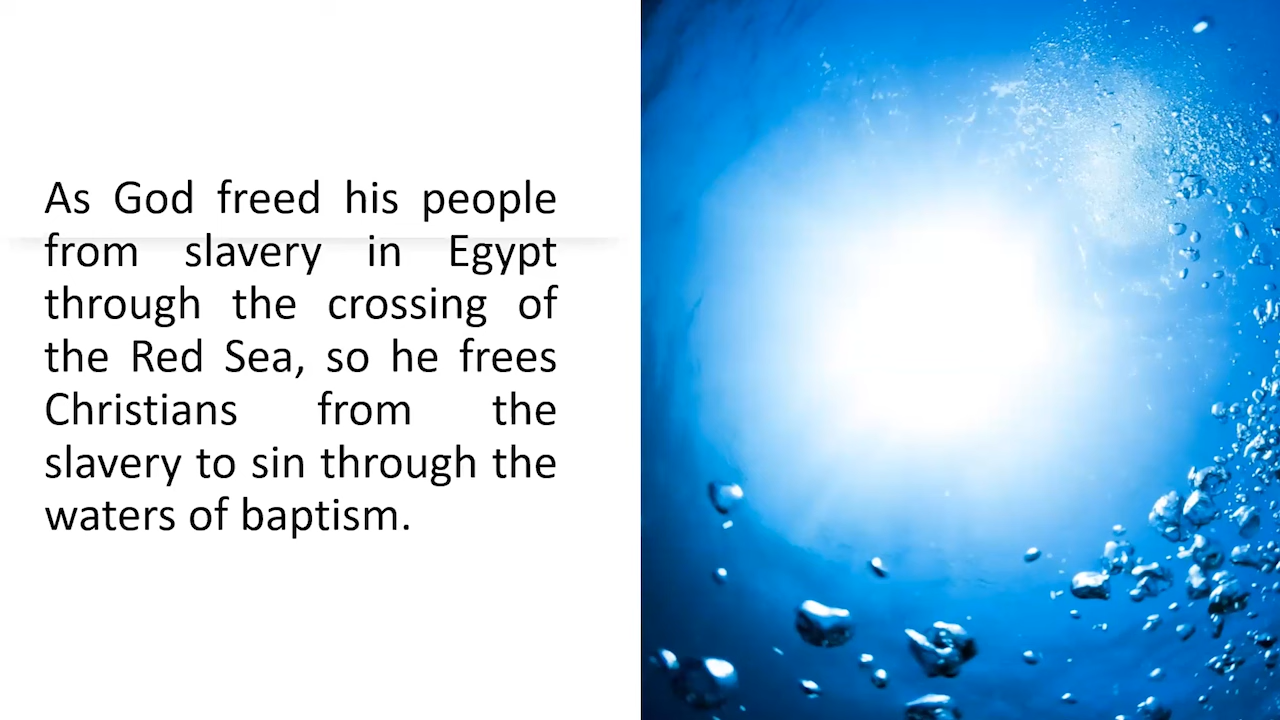 As God freed his people
from slavery in Egypt
through the crossing of
the Red Sea, so he frees
Christians from the
slavery to sin through the
waters of baptism.